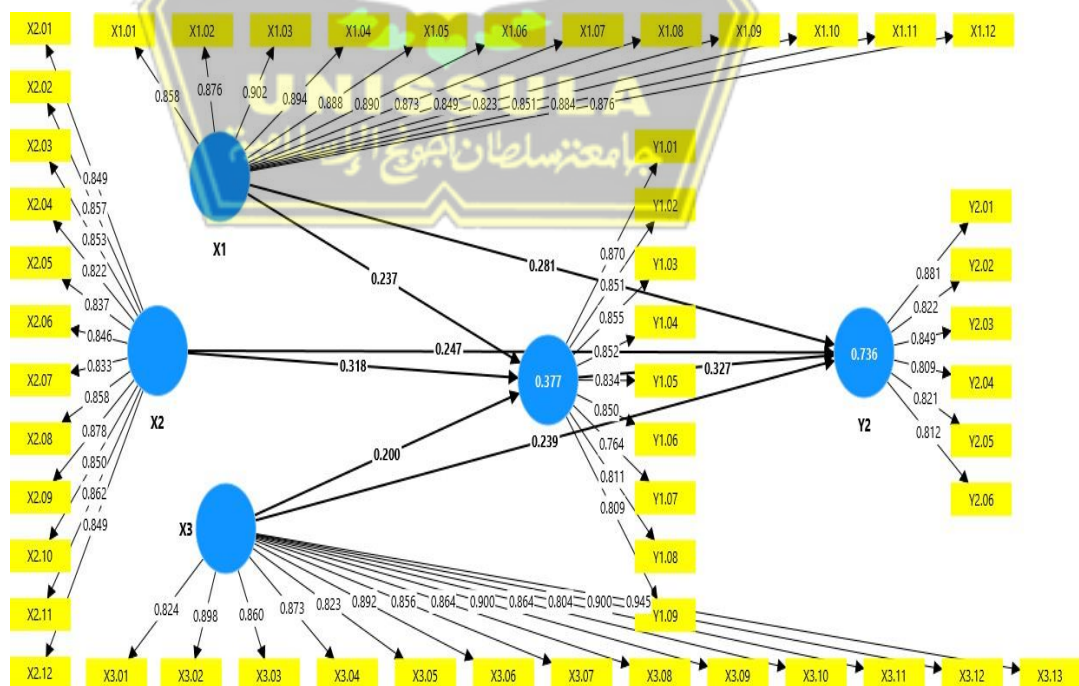 X2.01 X1.01 X1.02 X1.03 X1.04 X1.05 X1.06 X1.07 X1.08 X1.09 X1.10 X1.11 X1.12
X2.02
0.858 0.876 0.902 0.894 0.888 0.890 0.873 0.849 0.823 0.851 0.884 0.876
UNISSULA
جامعتنسلطان أجونج الإسلامية
X2.03 Y1.01
0.849
X2.04 0.857 Y1.02 Y2.01
0.853
X1
X2.05 0.822 0.870 Y1.03 0.881 Y2.02
0.237 0.281 0.851
0.837 0.855 0.822
X2.06 0.846 Y1.04 0.849 Y2.03
0.833 0.318 0.247 0.377 0.852 0.327 0.736 0.809
X2.07 0.834 Y1.05 0.821 Y2.04
0.858 X2 0.850 0.812
X2.08 0.878 Y1.06 Y2 Y2.05
0.850 0.200 0.239 0.764
X2.09 0.862 0.811 Y1.07 Y2.06
0.849 X3 0.809
X2.10 Y1.08
X2.11 0.824 0.898 0.860 0.873 0.823 0.892 0.856 0.864 0.900 0.864 0.804 0.900 0.945 Y1.09
X2.12 X3.01 X3.02 X3.03 X3.04 X3.05 X3.06 X3.07 X3.08 X3.09 X3.10 X3.11 X3.12 X3.13